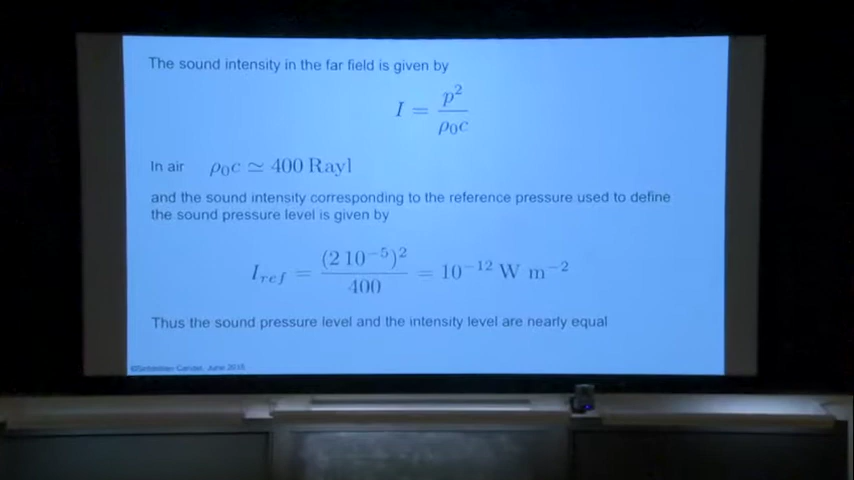 The sound intensity in the far field is given by
I = p²/ρ₀c
In air ρ₀c ≃ 400 Rayl
and the sound intensity corresponding to the reference pressure used to define
the sound pressure level is given by
I_ref = (2 10⁻⁵)²/400 = 10⁻¹² W m⁻²
Thus the sound pressure level and the intensity level are nearly equal
June 2015